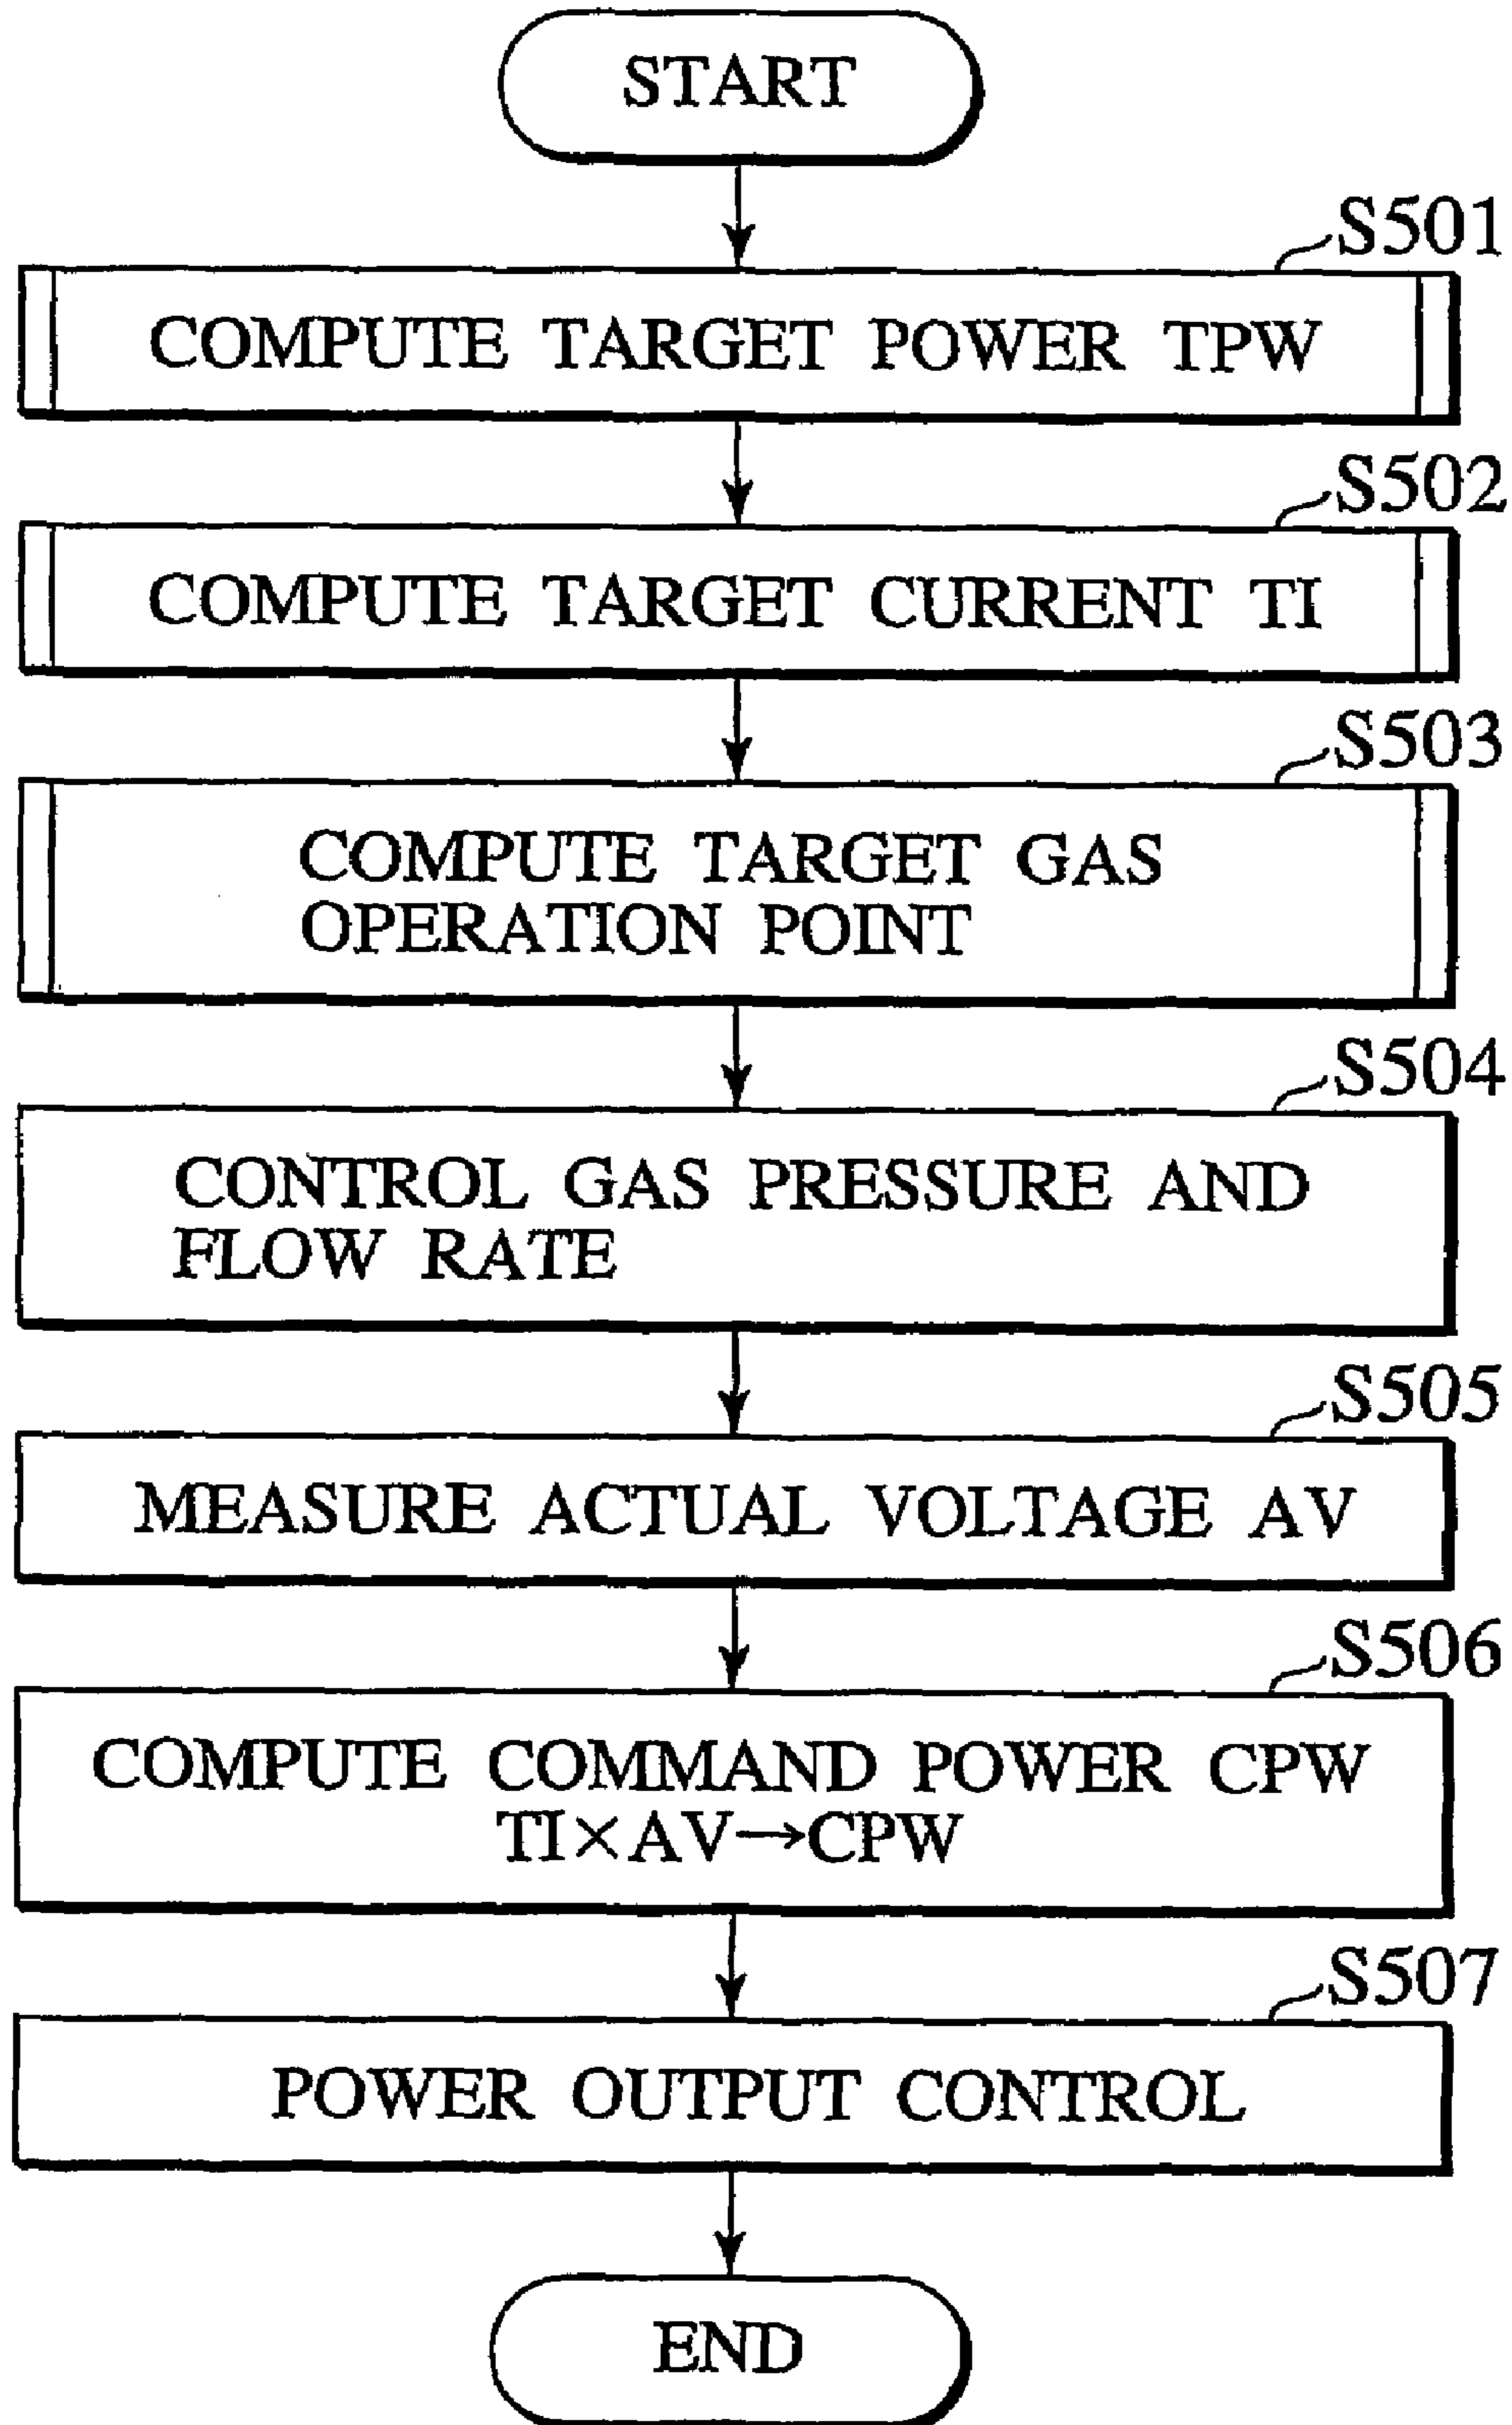 START
S501
COMPUTE TARGET POWER TPW
S502
COMPUTE TARGET CURRENT TI
S503
COMPUTE TARGET GAS
OPERATION POINT
S504
CONTROL GAS PRESSURE AND
FLOW RATE
S505
MEASURE ACTUAL VOLTAGE AV
S506
COMPUTE COMMAND POWER CPW
TI×AV→CPW
S507
POWER OUTPUT CONTROL
END